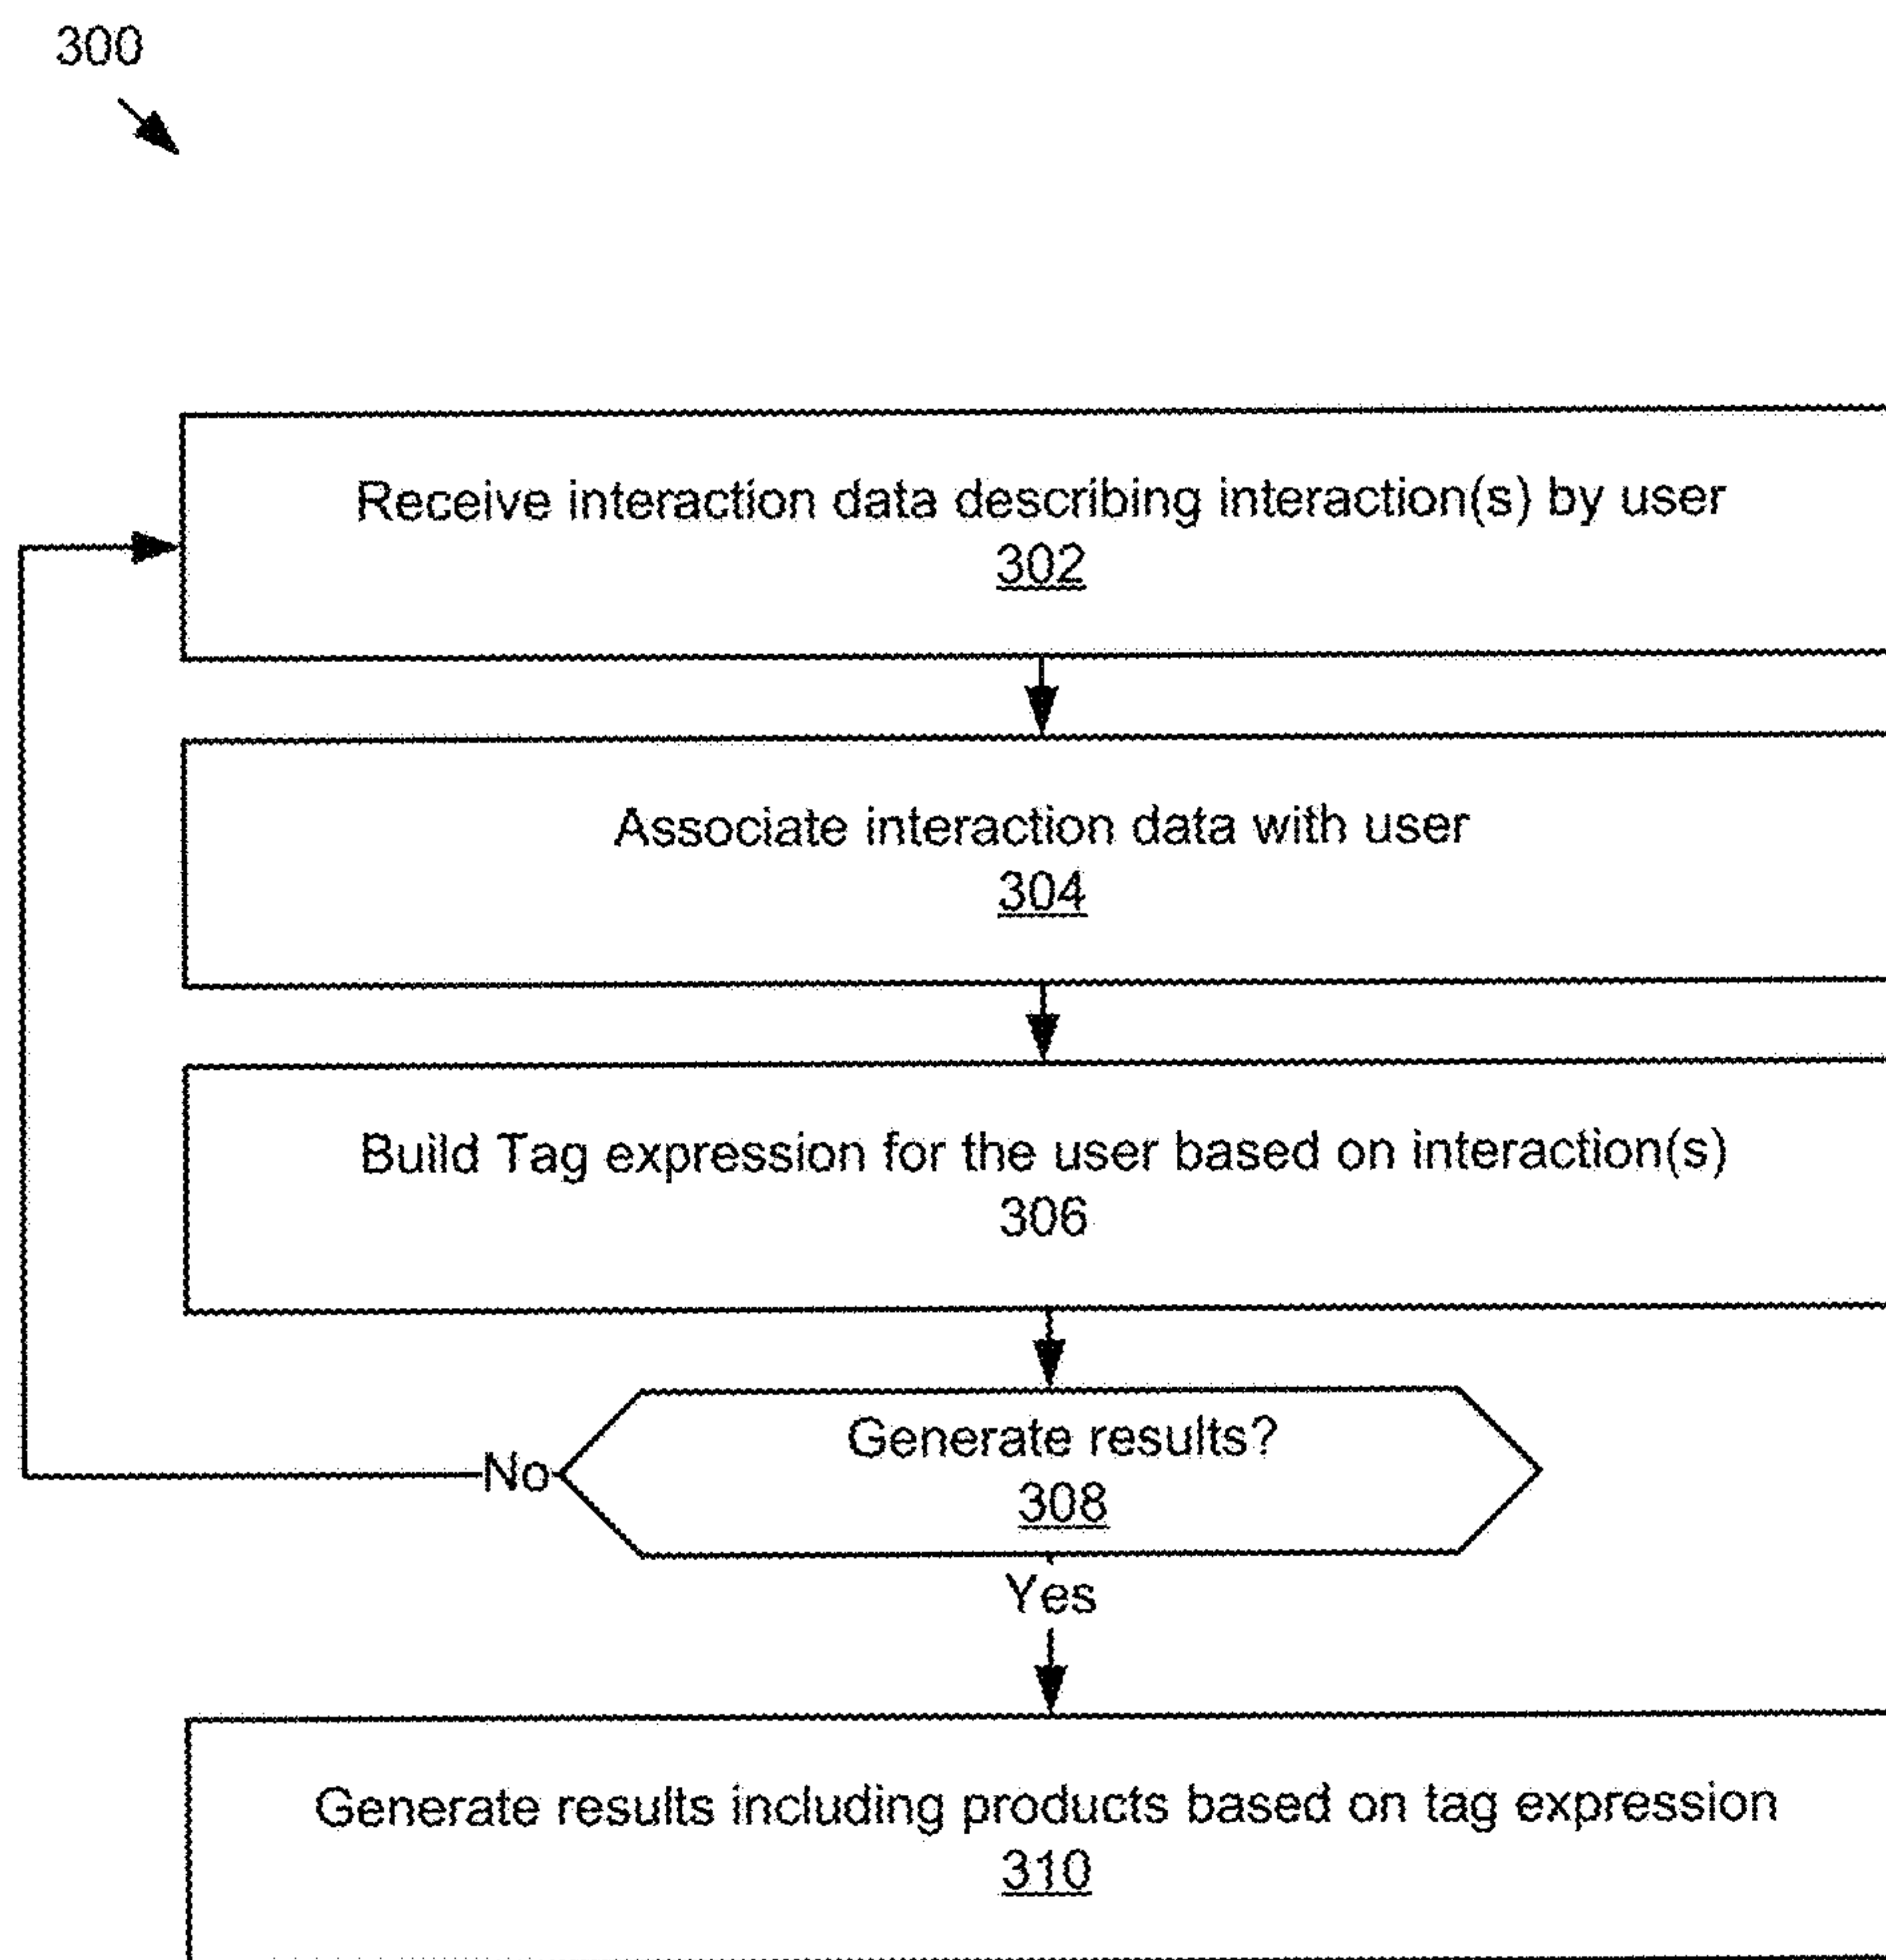 300
Receive interaction data describing interaction(s) by user
302
Associate interaction data with user
304
Build Tag expression for the user based on interaction(s)
306
Generate results?
308
No
Yes
Generate results including products based on tag expression
310